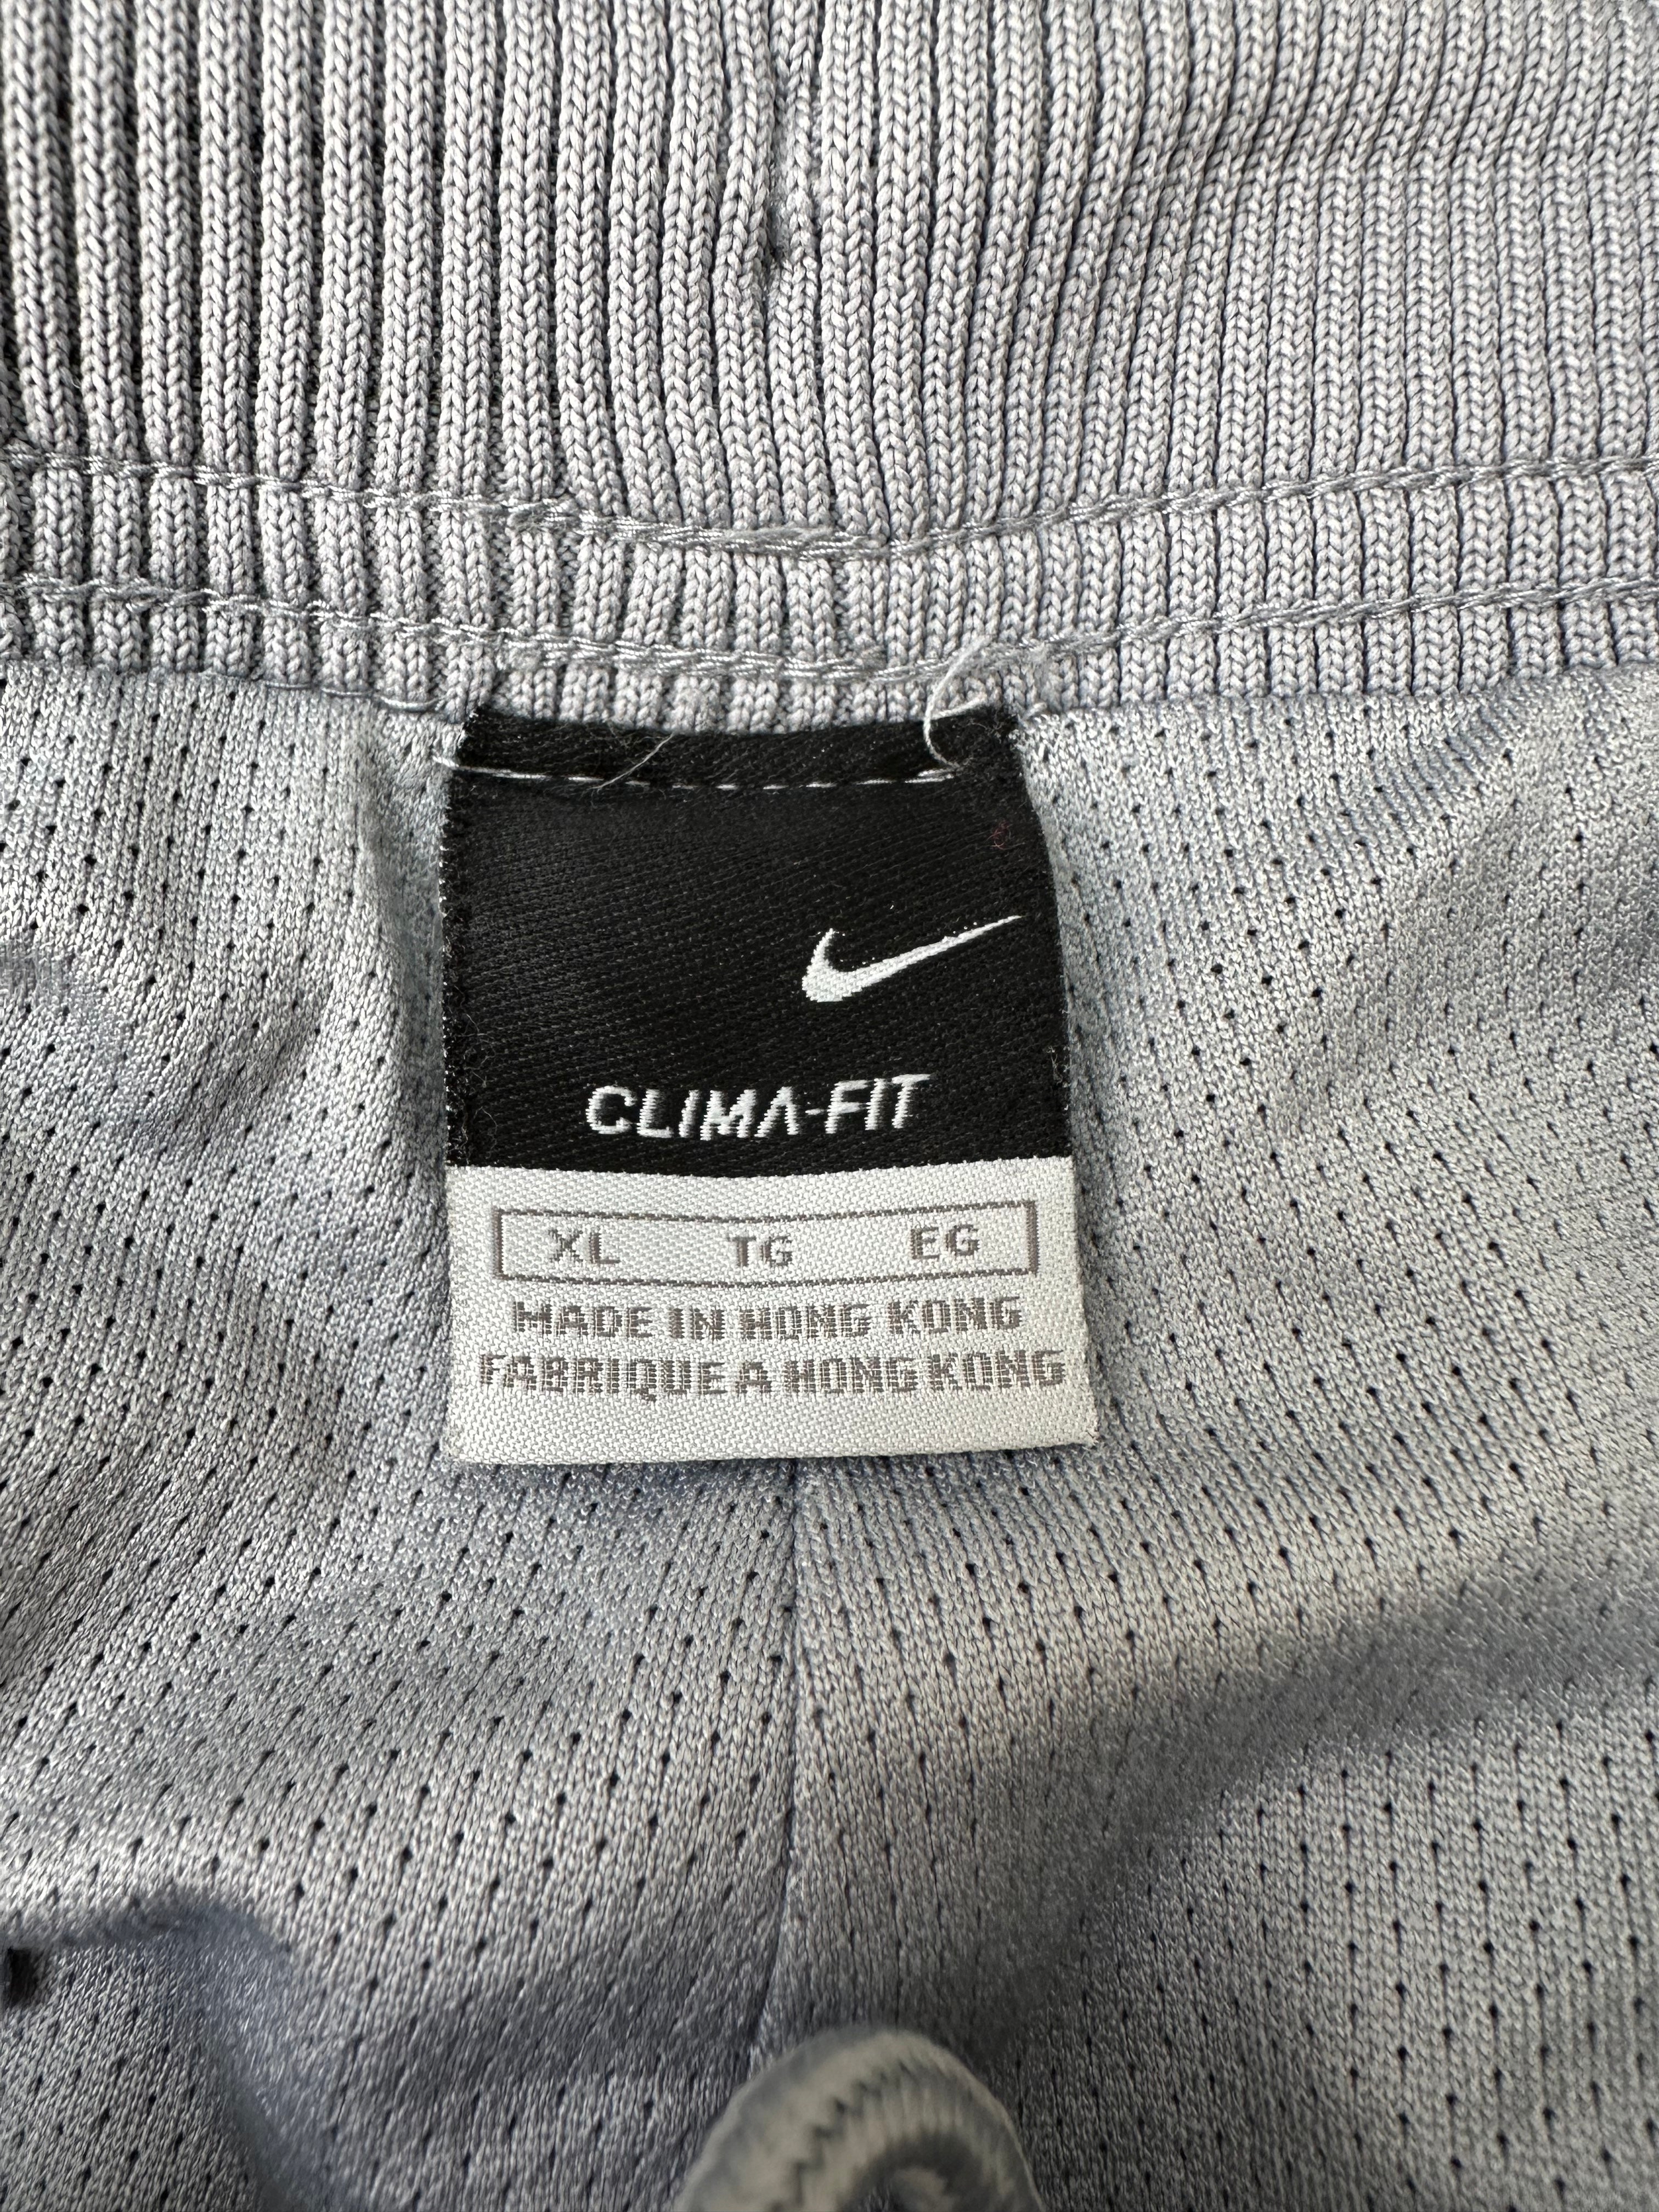 CLIMA-FIT
XL TG EG
MADE IN HONG KONG
FABRIQUE A HONG KONG